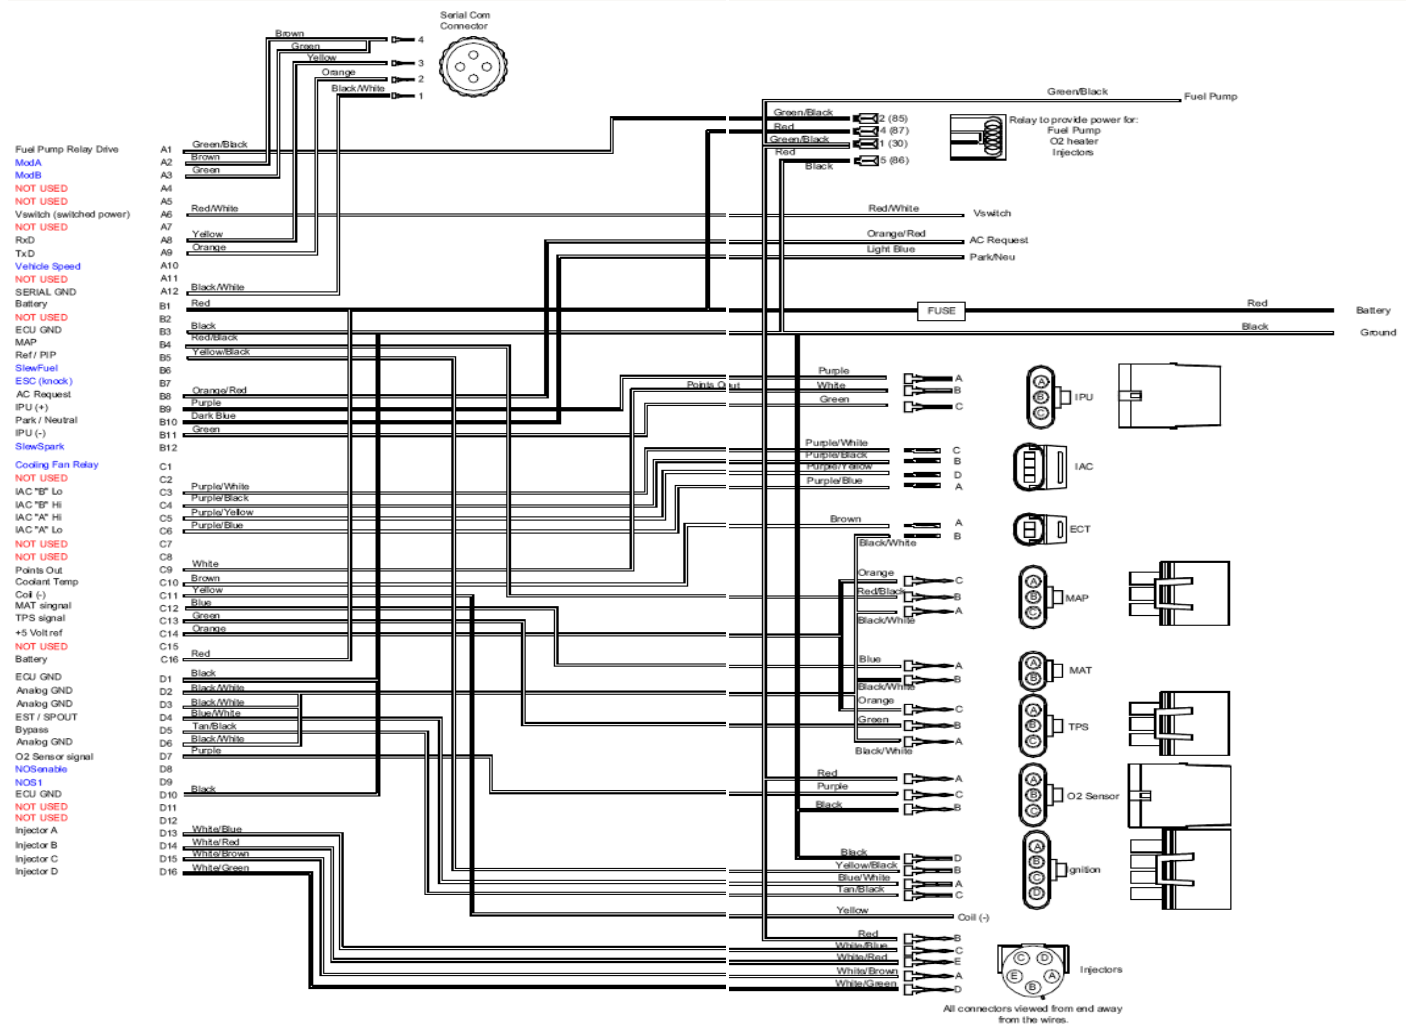 Serial Com
Connector
Brown
Green
Yellow
Orange
Black/White
4
3
2
1
Green/Black
Fuel Pump
Green/Black
Red
Green/Black
Red
Black
2 (85)
4 (87)
1 (30)
5 (86)
Relay to provide power for:
Fuel Pump
O2 heater
Injectors
Fuel Pump Relay Drive A1 Green/Black
ModA A2 Brown
ModB A3 Green
NOT USED A4
NOT USED A5
Vswitch (switched power) A6 Red/White
Red/White Vswitch
NOT USED A7
RxD A8 Yellow
Orange/Red AC Request
TxD A9 Orange
Light Blue Park/Neu
Vehicle Speed A10
NOT USED A11
SERIAL GND A12 Black/White
Battery B1 Red
FUSE Red Battery
NOT USED B2
ECU GND B3 Black
Black Ground
MAP B4 Red/Black
Ref / PIP B5 Yellow/Black
SlewFuel B6
ESC (knock) B7
AC Request B8 Orange/Red
IPU (+) B9 Purple
Park / Neutral B10 Dark Blue
IPU (-) B11 Green
SlewSpark B12
Purple A
Points Out White B
Green C
A
B
C
IPU
Cooling Fan Relay C1
NOT USED C2
IAC "B" Lo C3 Purple/White
IAC "B" Hi C4 Purple/Black
IAC "A" Hi C5 Purple/Yellow
IAC "A" Lo C6 Purple/Blue
NOT USED C7
NOT USED C8
Points Out C9 White
Coolant Temp C10 Brown
Coil (-) C11 Yellow
MAT singnal C12 Blue
TPS signal C13 Green
+5 Volt ref C14 Orange
NOT USED C15
Battery C16 Red
Purple/White C
Purple/Black B
Purple/Yellow D
Purple/Blue A
IAC
Brown A
Black/White B
ECT
Orange C
Red/Black B
Black/White A
A
B
C
MAP
Blue A
Black/White B
A
B
MAT
Orange C
Green B
Black/White A
A
B
C
TPS
ECU GND D1 Black
Analog GND D2 Black/White
Analog GND D3 Black/White
EST / SPOUT D4 Blue/White
Bypass D5 Tan/Black
Analog GND D6 Black/White
O2 Sensor signal D7 Purple
NOSenable D8
NOS1 D9
ECU GND D10 Black
NOT USED D11
NOT USED D12
Injector A D13 White/Blue
Injector B D14 White/Red
Injector C D15 White/Brown
Injector D D16 White/Green
Red A
Purple C
Black B
A
B
C
O2 Sensor
Black D
Yellow/Black B
Blue/White A
Tan/Black C
A
B
C
D
Ignition
Yellow Coil (-)
Red B
White/Blue C
White/Red E
White/Brown A
White/Green D
C D
E A
B
Injectors
All connectors viewed from end away
from the wires.